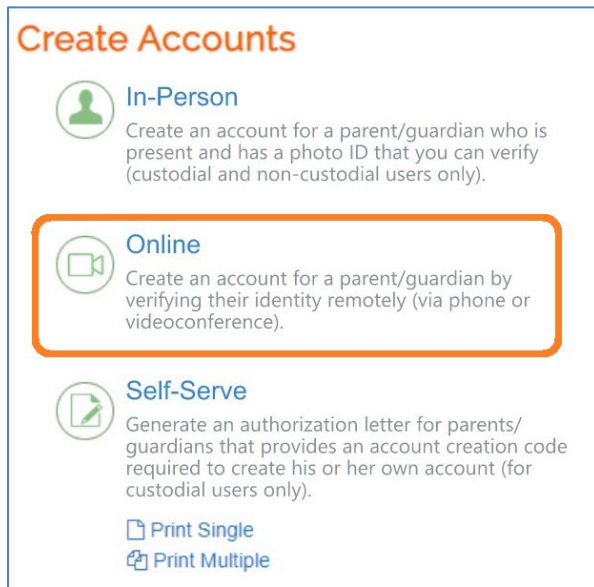 Create Accounts
In-Person
Create an account for a parent/guardian who is
present and has a photo ID that you can verify
(custodial and non-custodial users only).
Online
Create an account for a parent/guardian by
verifying their identity remotely (via phone or
videoconference).
Self-Serve
Generate an authorization letter for parents/
guardians that provides an account creation code
required to create his or her own account (for
custodial users only).
Print Single
Print Multiple